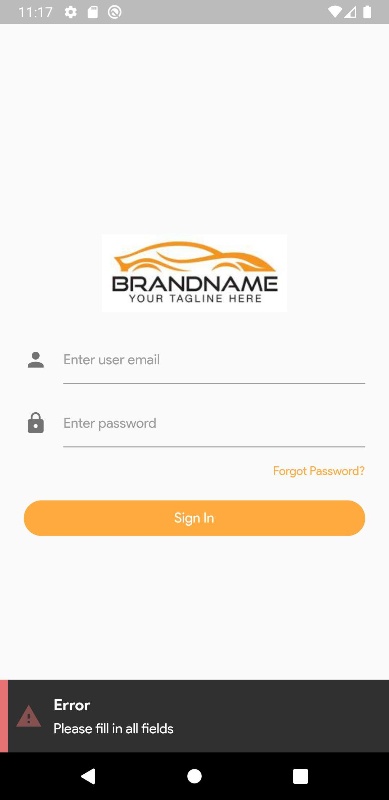 11:17
BRANDNAME
YOUR TAGLINE HERE
Enter user email
Enter password
Forgot Password?
Sign In
Error
Please fill in all fields